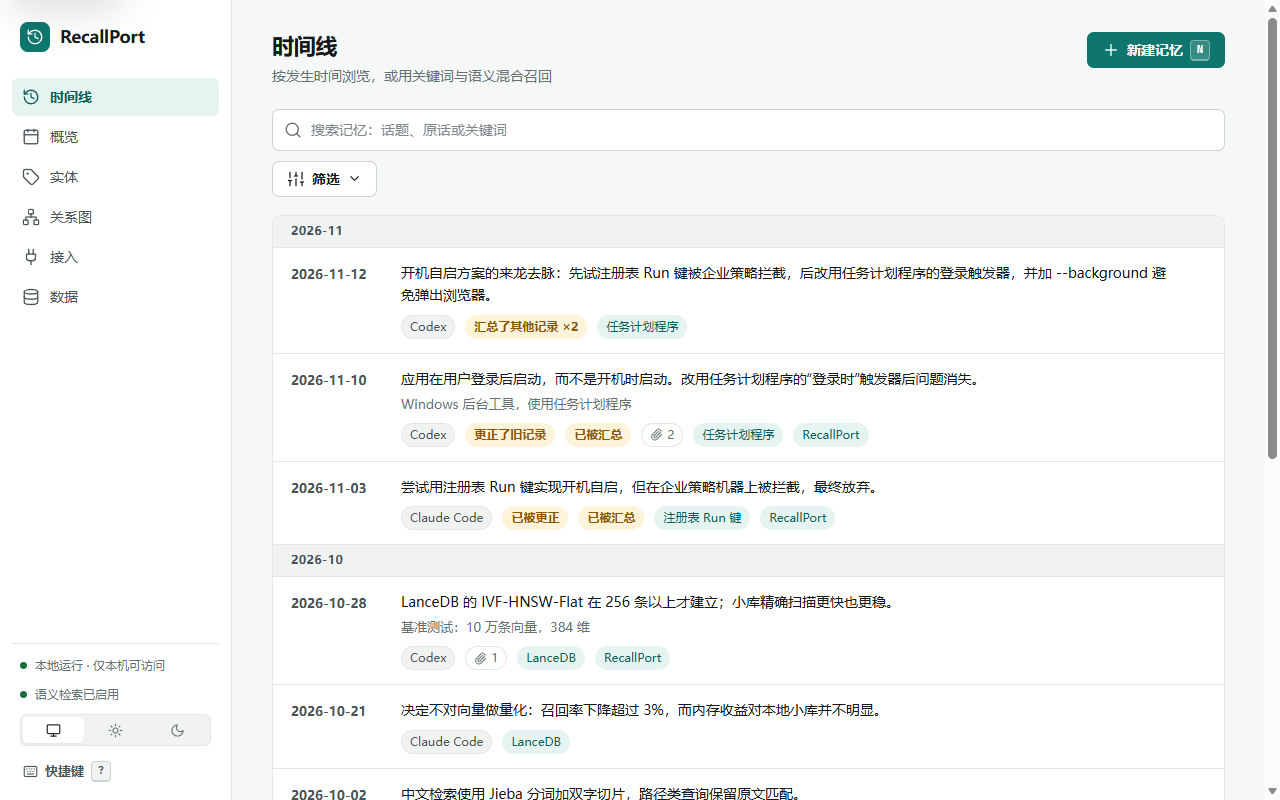 RecallPort
时间线
概览
实体
关系图
接入
数据
本地运行 · 仅本机可访问
语义检索已启用
快捷键 ?
时间线
按发生时间浏览，或用关键词与语义混合召回
新建记忆 N
搜索记忆：话题、原话或关键词
筛选
2026-11
2026-11-12
开机自启方案的来龙去脉：先试注册表 Run 键被企业策略拦截，后改用任务计划程序的登录触发器，并加 --background 避
免弹出浏览器。
Codex 汇总了其他记录 ×2 任务计划程序
2026-11-10
应用在用户登录后启动，而不是开机时启动。改用任务计划程序的“登录时”触发器后问题消失。
Windows 后台工具，使用任务计划程序
Codex 更正了旧记录 已被汇总 2 任务计划程序 RecallPort
2026-11-03
尝试用注册表 Run 键实现开机自启，但在企业策略机器上被拦截，最终放弃。
Claude Code 已被更正 已被汇总 注册表 Run 键 RecallPort
2026-10
2026-10-28
LanceDB 的 IVF-HNSW-Flat 在 256 条以上才建立；小库精确扫描更快也更稳。
基准测试：10 万条向量，384 维
Codex 1 LanceDB RecallPort
2026-10-21
决定不对向量做量化：召回率下降超过 3%，而内存收益对本地小库并不明显。
Claude Code LanceDB
2026-10-02
中文检索使用 Jieba 分词加双字切片，路径类查询保留原文匹配。